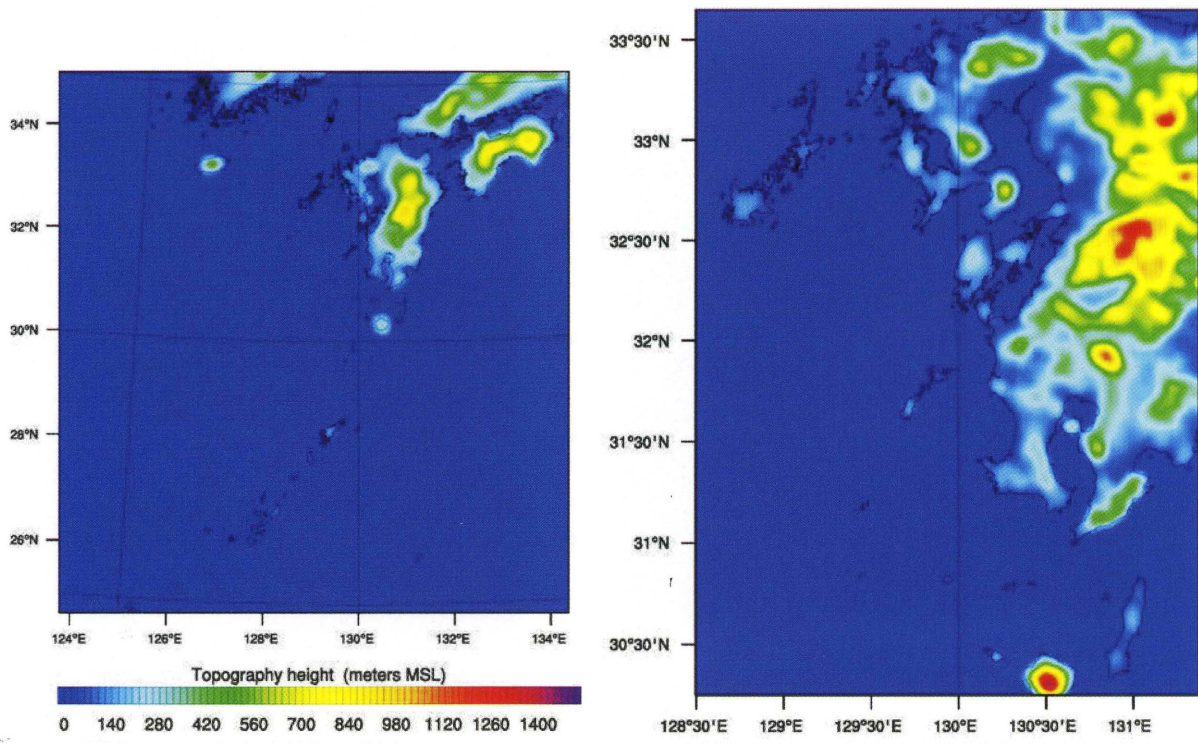 34°N
32°N
30°N
28°N
26°N
124°E 126°E 128°E 130°E 132°E 134°E
Topography height (meters MSL)
0 140 280 420 560 700 840 980 1120 1260 1400
33°30'N
33°N
32°30'N
32°N
31°30'N
31°N
30°30'N
128°30'E 129°E 129°30'E 130°E 130°30'E 131°E